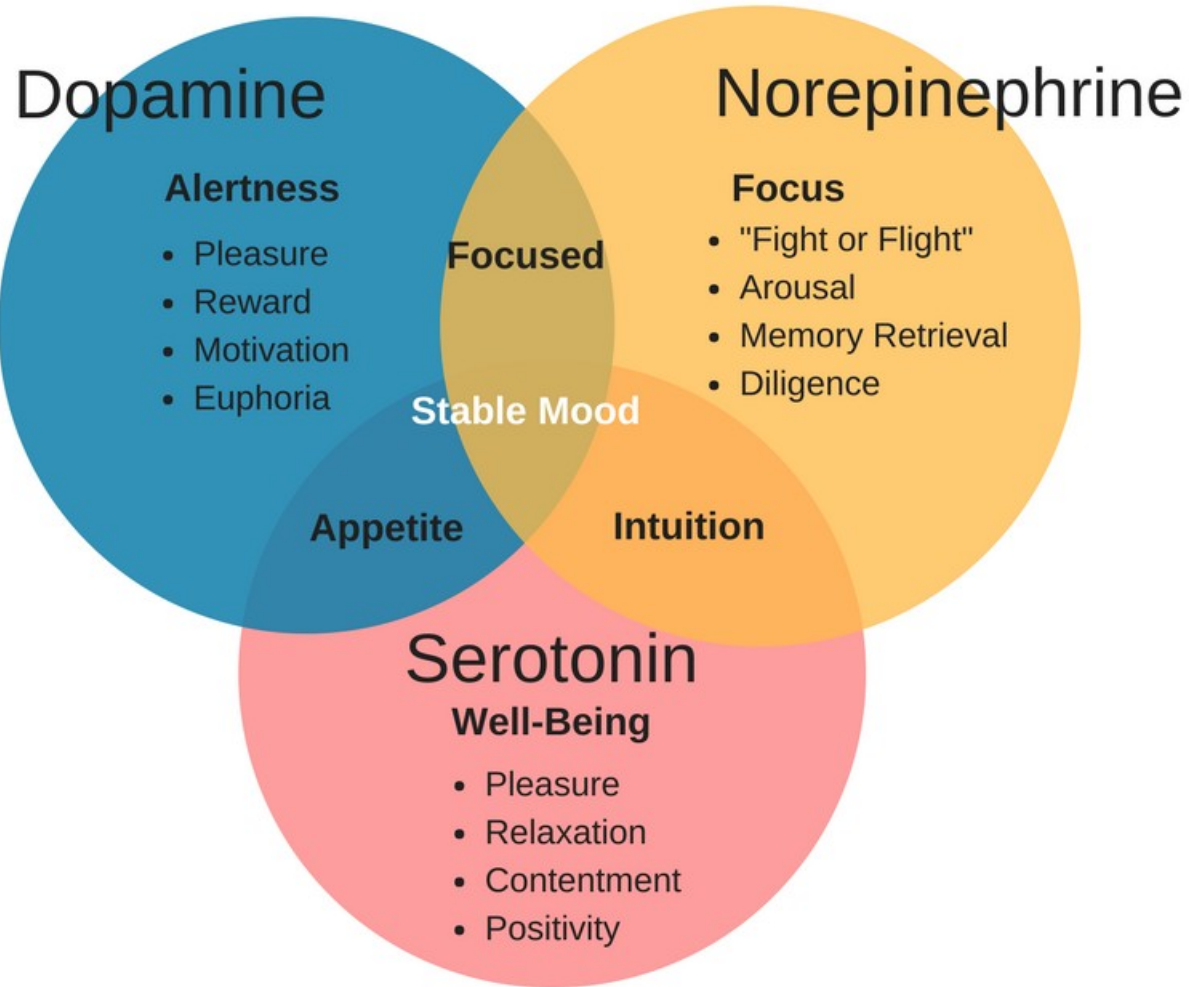 Dopamine
Alertness
• Pleasure
• Reward
• Motivation
• Euphoria
Norepinephrine
Focus
• "Fight or Flight"
• Arousal
• Memory Retrieval
• Diligence
Focused
Stable Mood
Appetite
Intuition
Serotonin
Well-Being
• Pleasure
• Relaxation
• Contentment
• Positivity